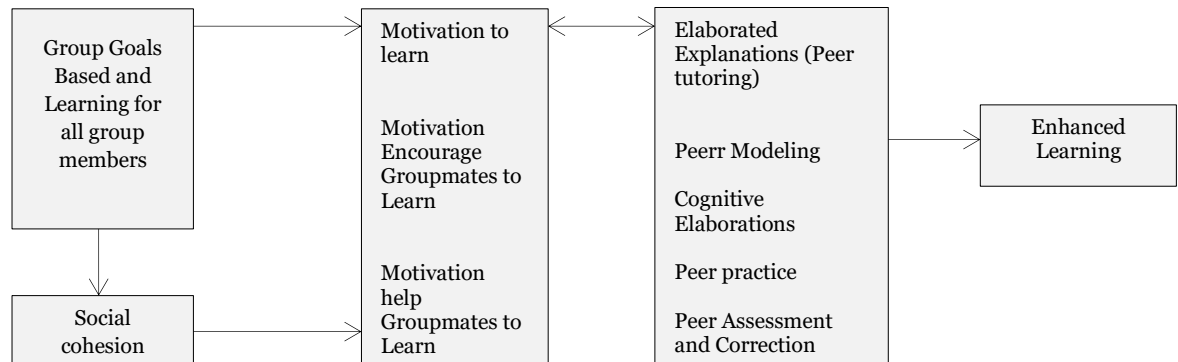 Group Goals
Based and
Learning for
all group
members
Social
cohesion
Motivation to
learn
Motivation
Encourage
Groupmates to
Learn
Motivation
help
Groupmates to
Learn
Elaborated
Explanations (Peer
tutoring)
Peerr Modeling
Cognitive
Elaborations
Peer practice
Peer Assessment
and Correction
Enhanced
Learning